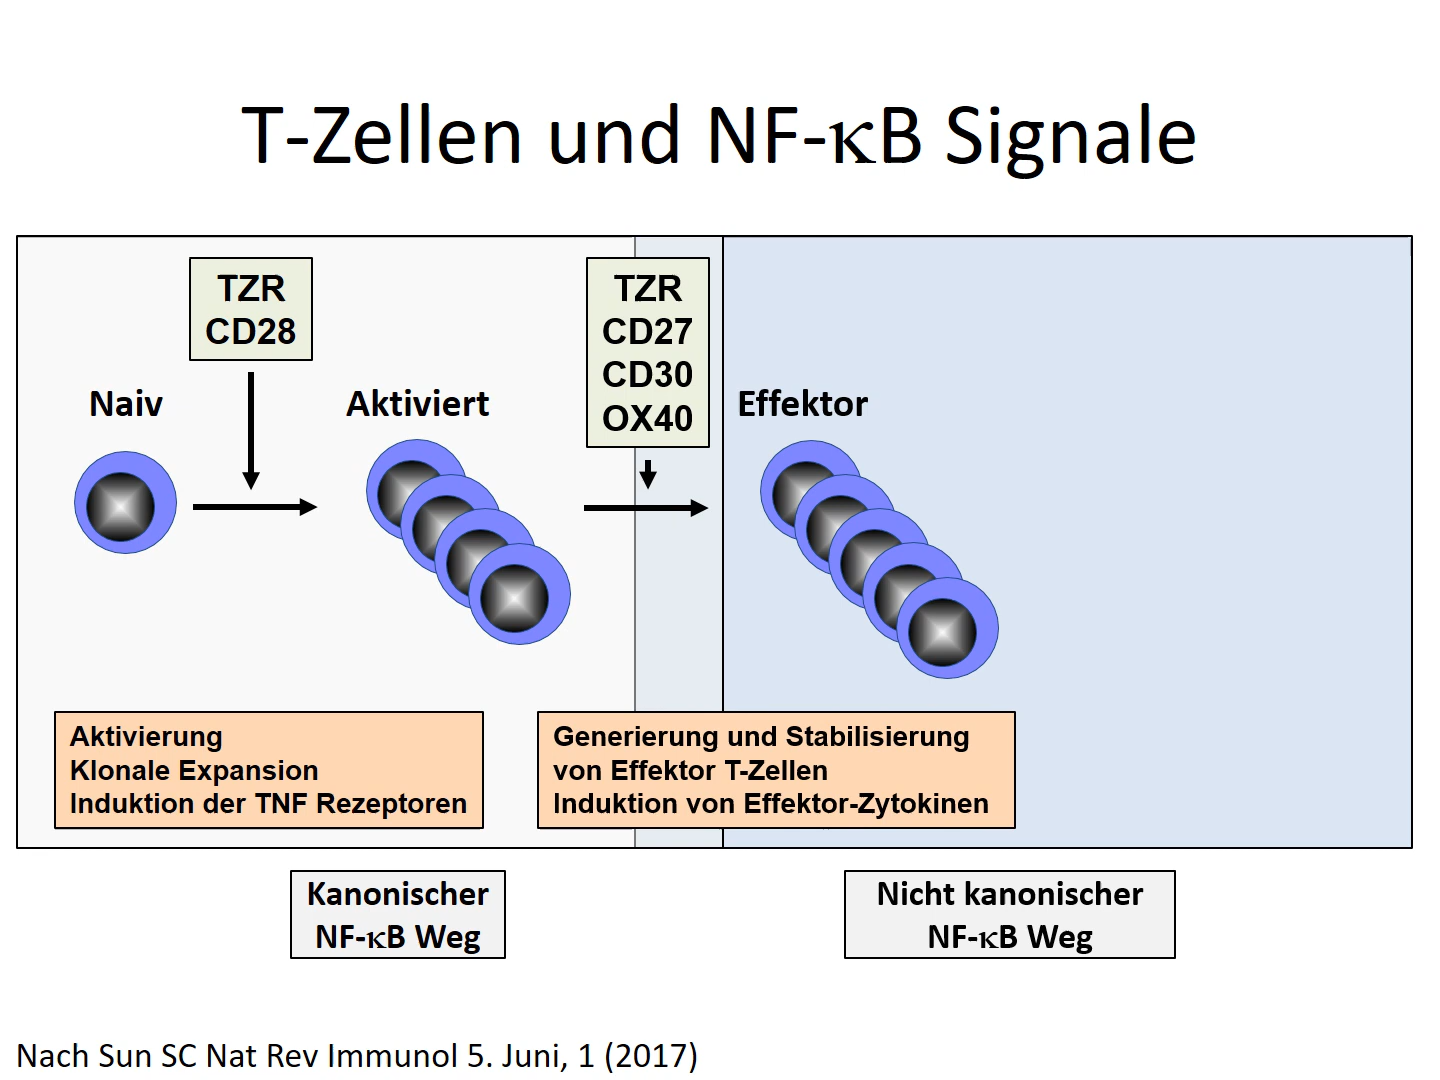 T-Zellen und NF-κB Signale
TZR
CD28
TZR
CD27
CD30
OX40
Naiv
Aktiviert
Effektor
Aktivierung
Klonale Expansion
Induktion der TNF Rezeptoren
Generierung und Stabilisierung
von Effektor T-Zellen
Induktion von Effektor-Zytokinen
Kanonischer
NF-κB Weg
Nicht kanonischer
NF-κB Weg
Nach Sun SC Nat Rev Immunol 5. Juni, 1 (2017)